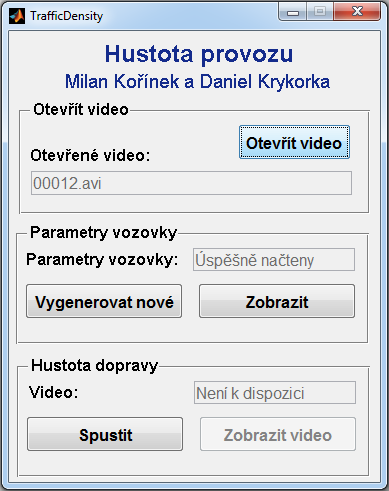 TrafficDensity
Hustota provozu
Milan Kořínek a Daniel Krykorka
Otevřít video
Otevřít video
Otevřené video:
00012.avi
Parametry vozovky
Parametry vozovky: Úspěšně načteny
Vygenerovat nové Zobrazit
Hustota dopravy
Video: Není k dispozici
Spustit Zobrazit video